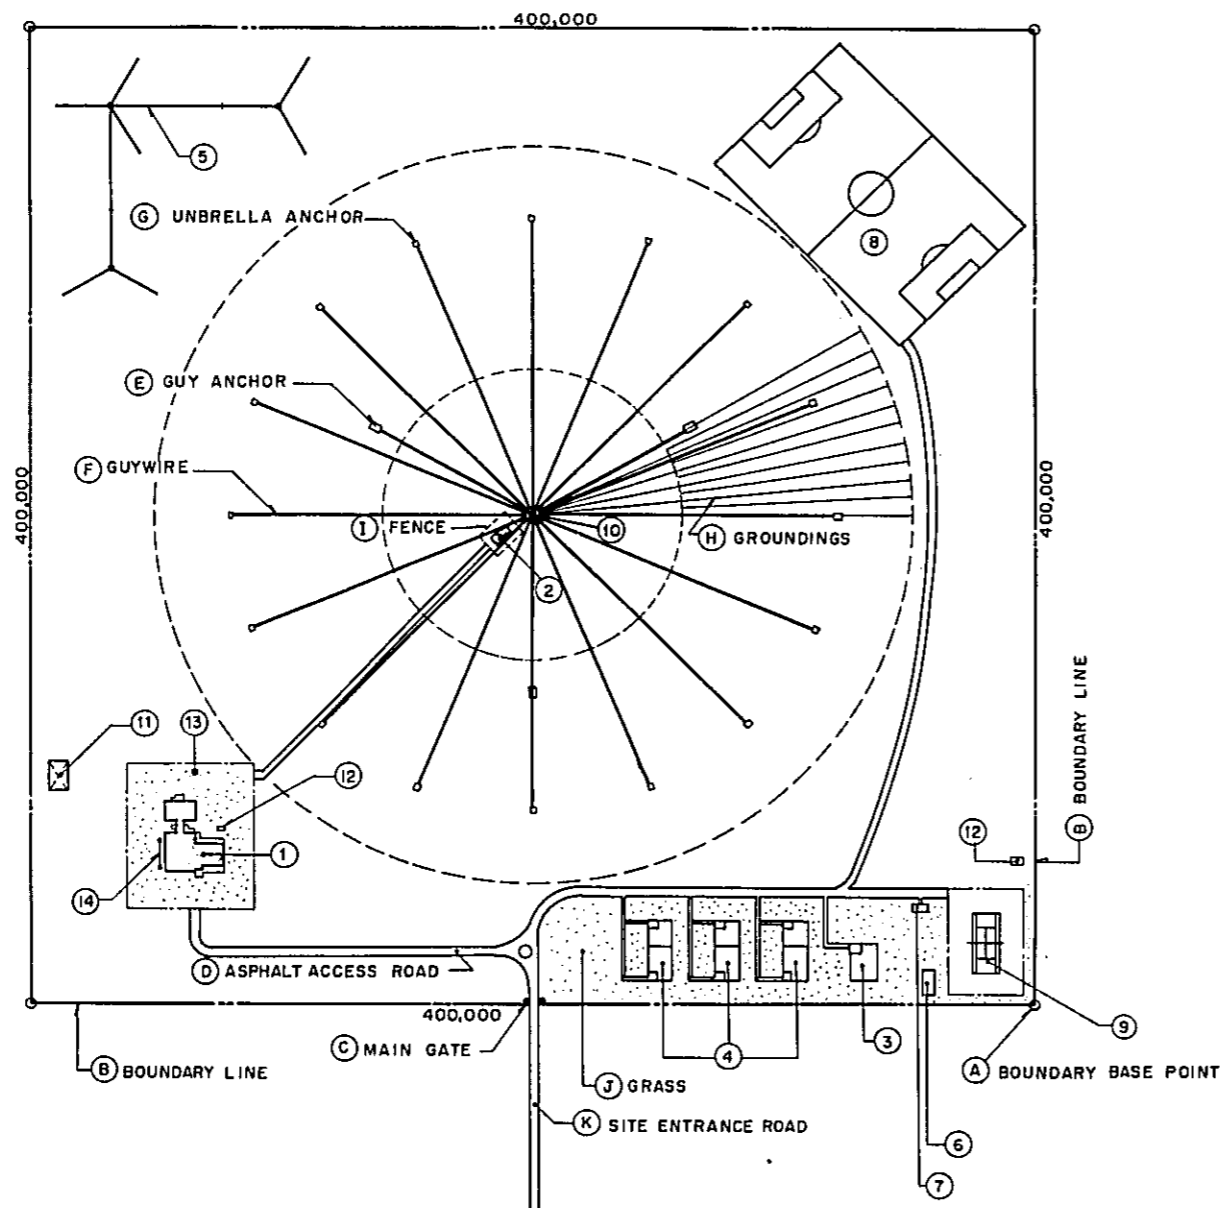 400,000
5
G UNBRELLA ANCHOR
8
E GUY ANCHOR
400,000
F GUYWIRE
400,000
I FENCE
10
H GROUNDINGS
2
11
13
12
B BOUNDARY LINE
12
1
14
D ASPHALT ACCESS ROAD
400,000
C MAIN GATE
4
3
9
B BOUNDARY LINE
J GRASS
A BOUNDARY BASE POINT
K SITE ENTRANCE ROAD
6
7